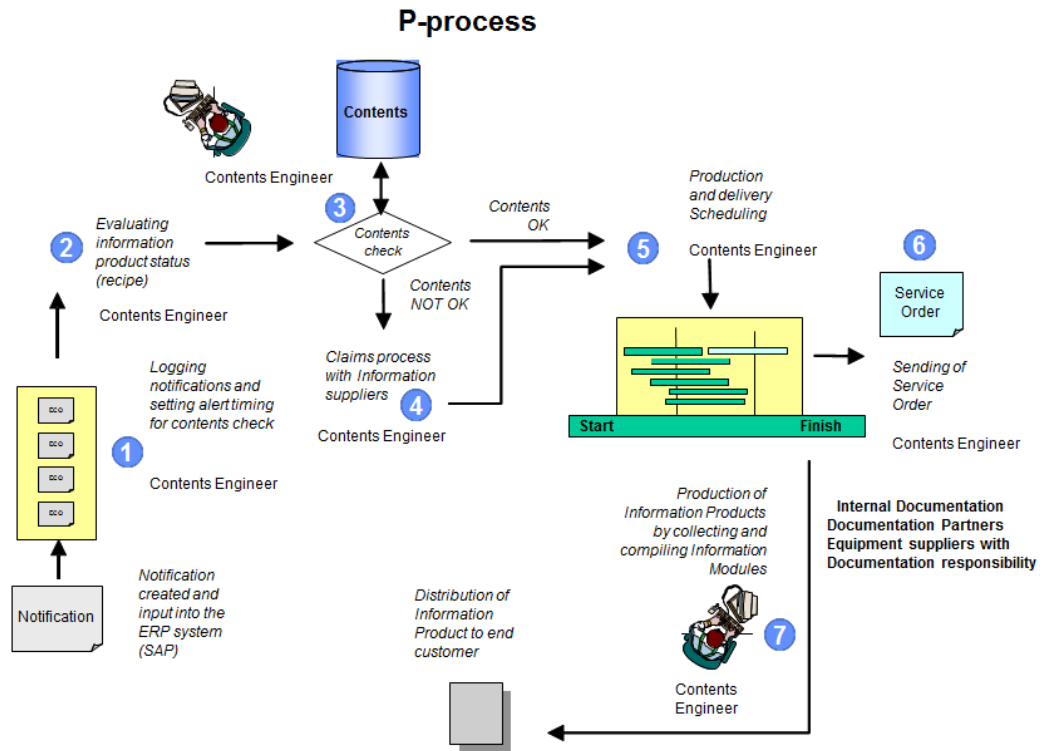 P-process
Contents
Contents Engineer
3
Contents
check
Contents
OK
Contents
NOT OK
2
Evaluating
information
product status
(recipe)
Contents Engineer
Logging
notifications and
setting alert timing
for contents check
1
Contents Engineer
Notification
Notification
created and
input into the
ERP system
(SAP)
Claims process
with Information
suppliers
4
Contents Engineer
Production
and delivery
Scheduling
5
Contents Engineer
Start
Finish
6
Service
Order
Sending of
Service
Order
Contents
Engineer
Internal Documentation
Documentation Partners
Equipment suppliers with
Documentation responsibility
Production of
Information Products
by collecting and
compiling Information
Modules
7
Contents
Engineer
Distribution of
Information
Product to end
customer